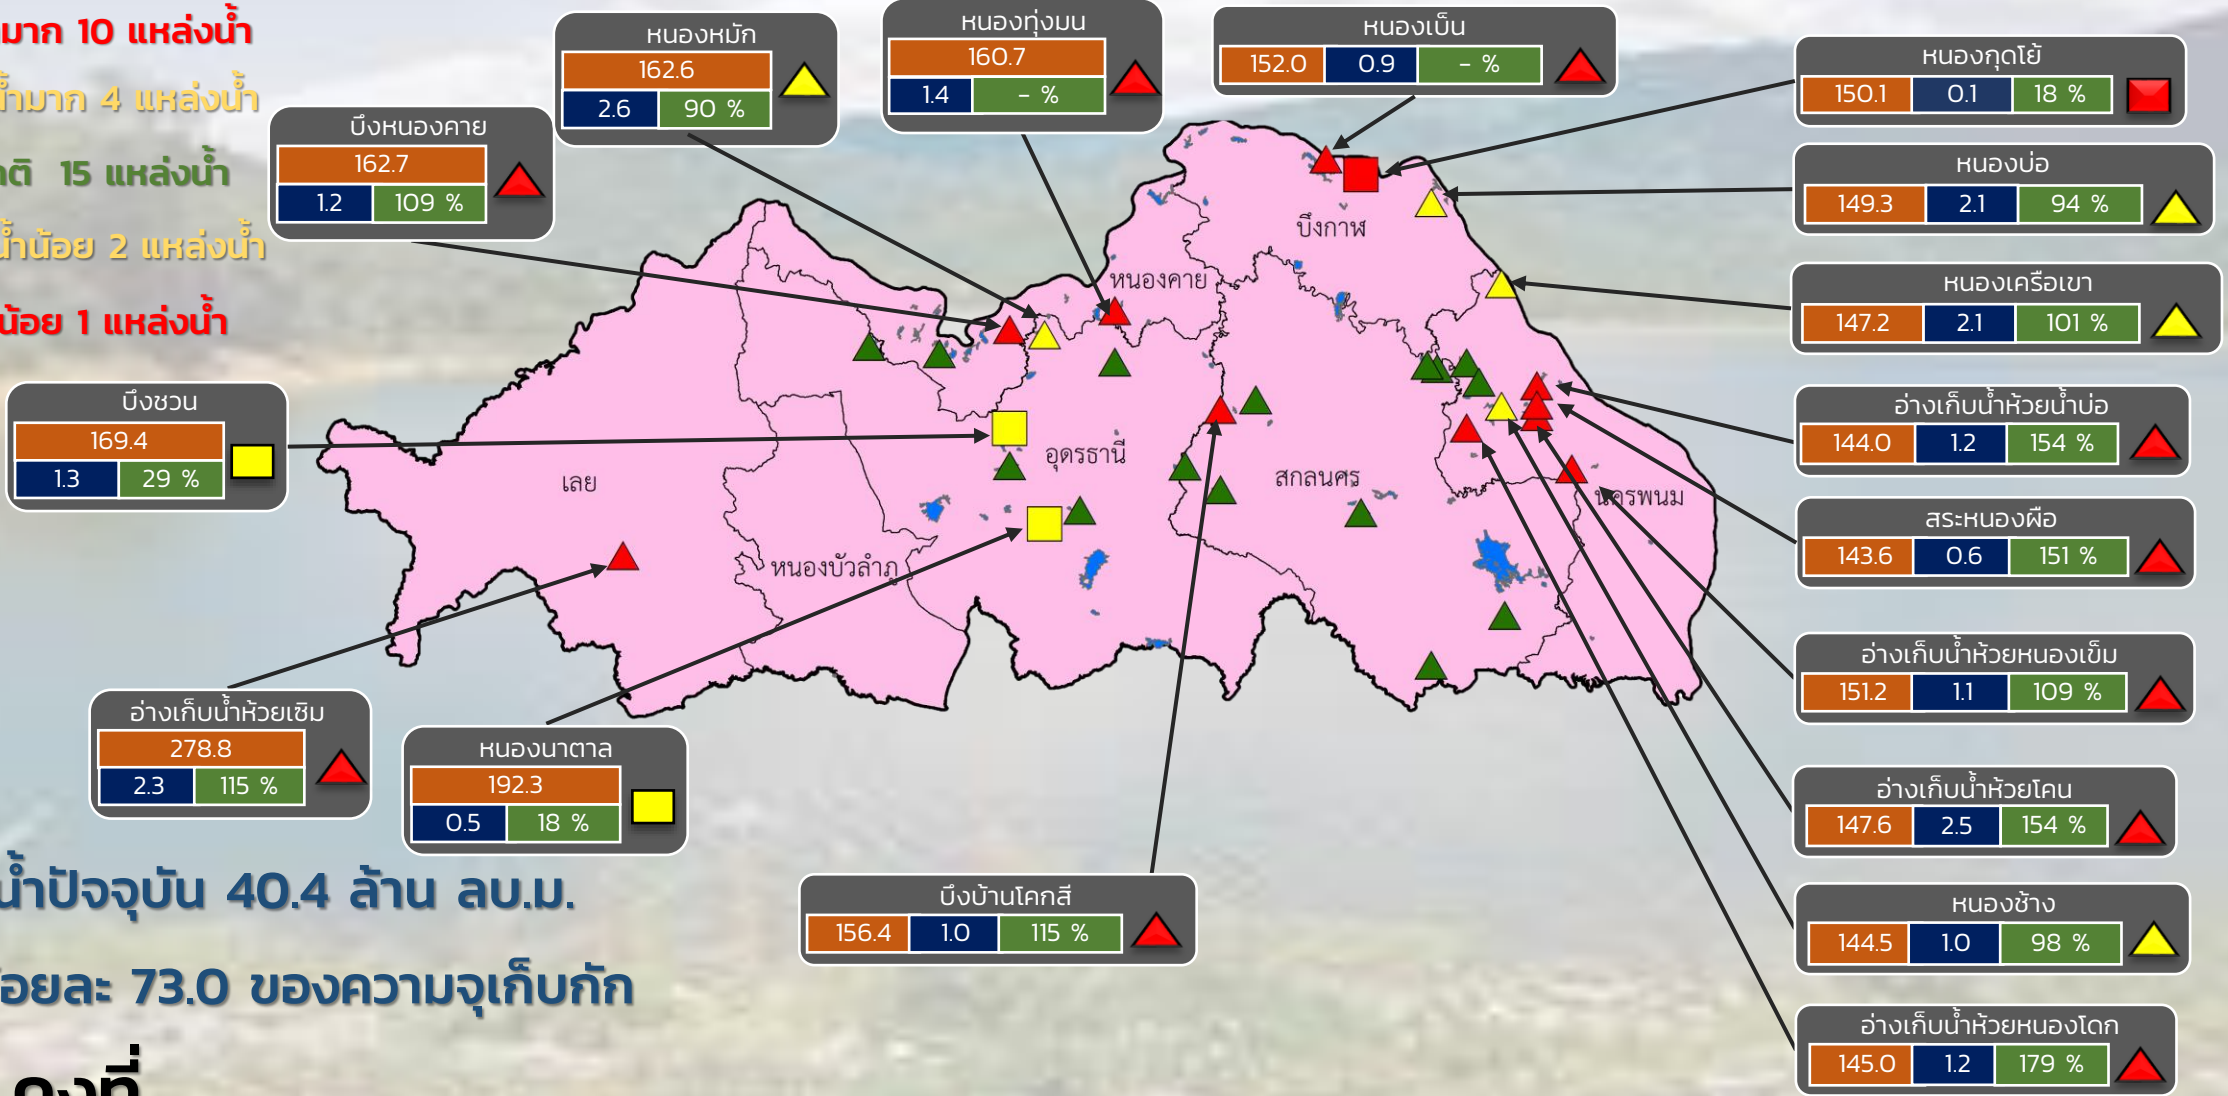 มาก 10 แหล่งน้ำ
น้ำมาก 4 แหล่งน้ำ
15 แหล่งน้ำ
น้ำน้อย 2 แหล่งน้ำ
น้อย 1 แหล่งน้ำ
หนองหมัก
162.6
2.6 90 %
หนองทุ่งมน
160.7
1.4 - %
หนองเบ็น
152.0 0.9 - %
หนองกุดโย้
150.1 0.1 18 %
บึงหนองคาย
162.7
1.2 109 %
หนองบ่อ
149.3 2.1 94 %
หนองเครือเขา
147.2 2.1 101 %
บึงชวน
169.4
1.3 29 %
อ่างเก็บน้ำห้วยน้ำบ่อ
144.0 1.2 154 %
สระหนองผือ
143.6 0.6 151 %
อ่างเก็บน้ำห้วยหนองเข็ม
151.2 1.1 109 %
อ่างเก็บน้ำห้วยเซิม
278.8
2.3 115 %
หนองนาตาล
192.3
0.5 18 %
อ่างเก็บน้ำห้วยโคน
147.6 2.5 154 %
บึงบ้านโคกสี
156.4 1.0 115 %
หนองช้าง
144.5 1.0 98 %
อ่างเก็บน้ำห้วยหนองโดก
145.0 1.2 179 %
บึงกาฬ
หนองคาย
อุดรธานี
เลย
สกลนคร
นครพนม
หนองบัวลำภู
น้ำปัจจุบัน 40.4 ล้าน ลบ.ม.
ร้อยละ 73.0 ของความจุเก็บกัก
คงที่